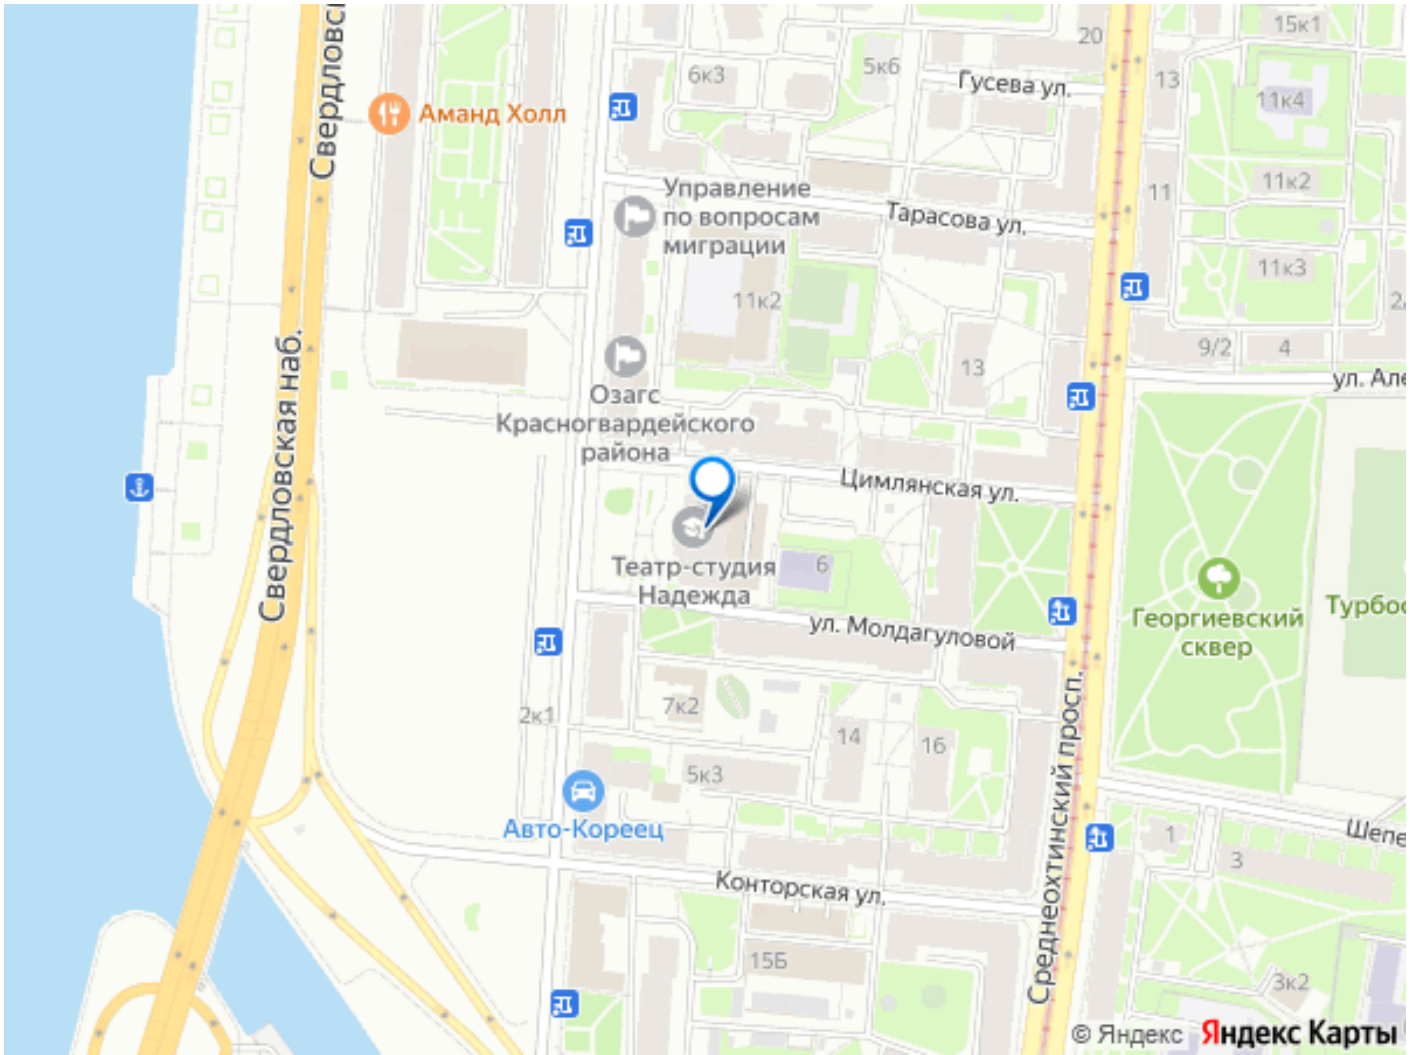 Свердловск
20
15к1
6к3
5к6
Гусева ул.
13
11к4
Аманд Холл
Управление
по вопросам
миграции
11к2
11
Тарасова ул.
11к2
11к3
9/2
4
ул. Але
13
Озагс
Красногвардейского
района
Свердловская наб.
Цимлянская ул.
Театр-студия
Надежда
6
ул. Молдагуловой
Георгиевский
сквер
Турбос
7к2
2к1
14
16
5к3
Среднеохтинский просп.
Авто-Кореец
1
Шепе
3
Конторская ул.
15Б
3к2
© Яндекс
Яндекс Карты